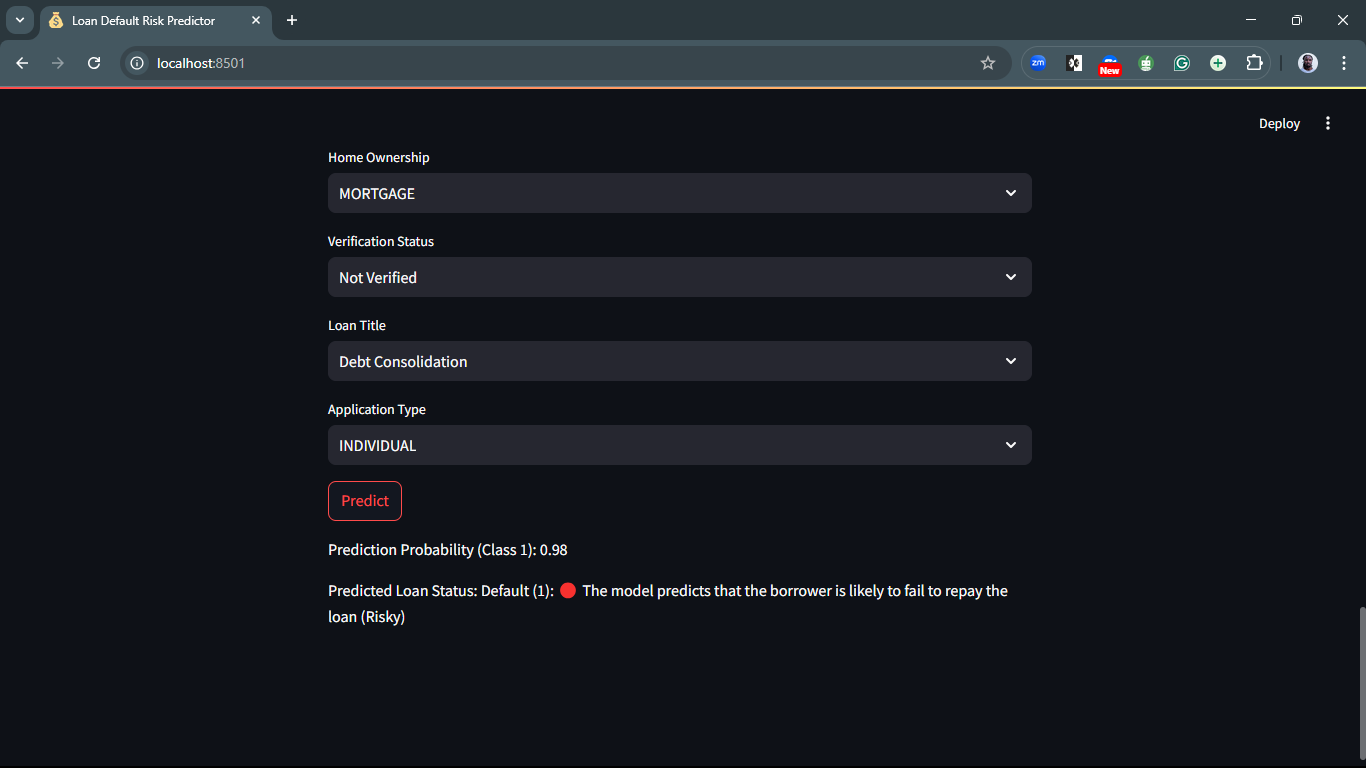 Loan Default Risk Predictor
localhost:8501
zm
New
Deploy
Home Ownership
MORTGAGE
Verification Status
Not Verified
Loan Title
Debt Consolidation
Application Type
INDIVIDUAL
Predict
Prediction Probability (Class 1): 0.98
Predicted Loan Status: Default (1): 🔴 The model predicts that the borrower is likely to fail to repay the
loan (Risky)